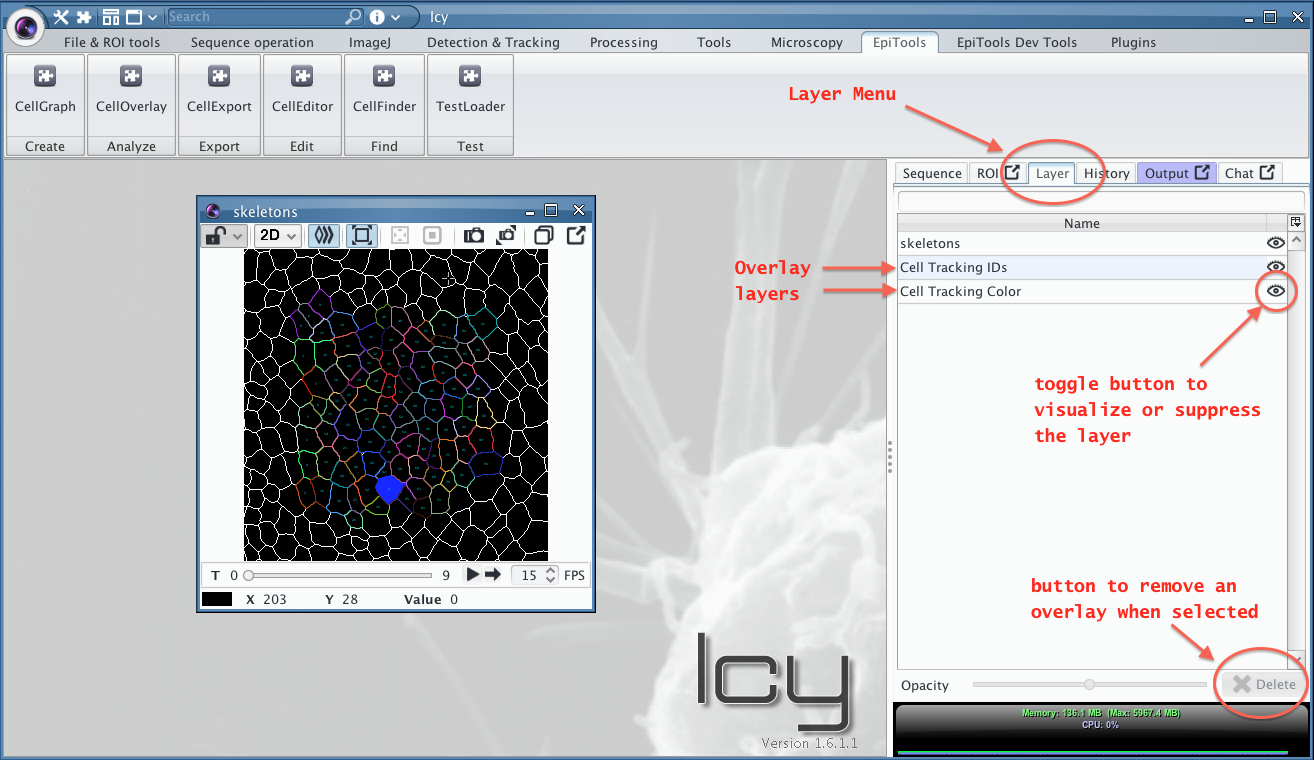 Search
Icy
File & ROI tools
Sequence operation
ImageJ
Detection & Tracking
Processing
Tools
Microscopy
EpiTools
EpiTools Dev Tools
Plugins
CellGraph
CellOverlay
CellExport
CellEditor
CellFinder
TestLoader
Create
Analyze
Export
Edit
Find
Test
Layer Menu
Sequence
ROI
Layer
History
Output
Chat
Name
skeletons
Cell Tracking IDs
Cell Tracking Color
Overlay
layers
toggle button to
visualize or suppress
the layer
button to remove an
overlay when selected
Opacity
Delete
Memory: 136.1 MB (Max: 5967.4 MB)
CPU: 0%
skeletons
2D
T 0
9
15
FPS
X 203
Y 28
Value 0
Icy
Version 1.6.1.1